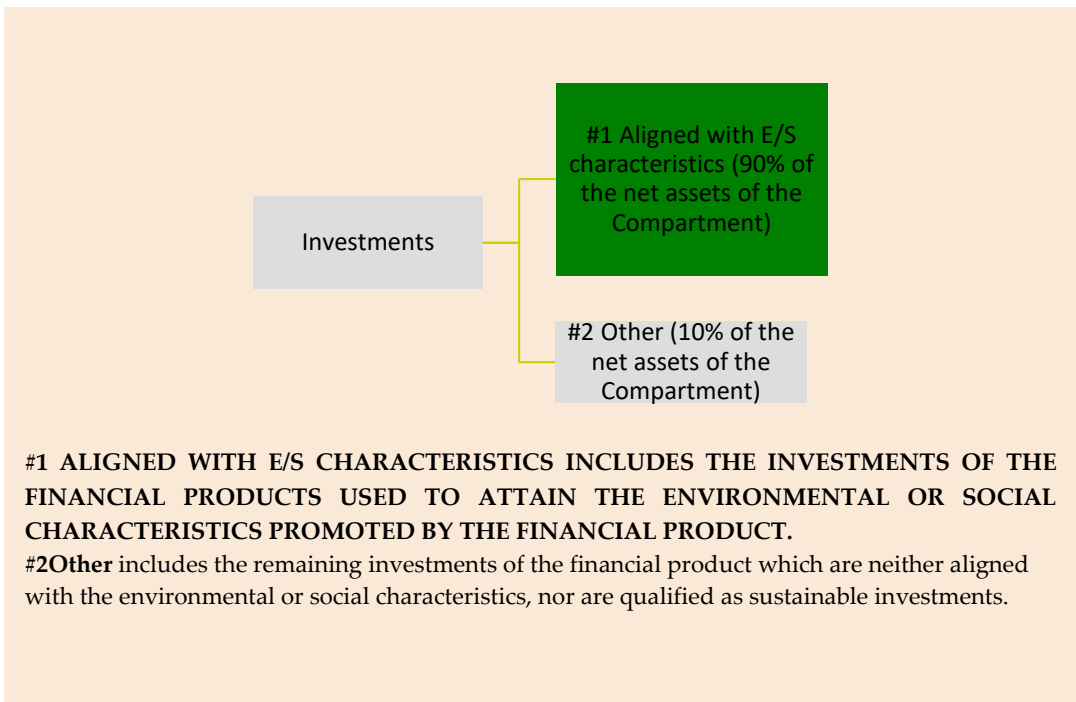 #1 Aligned with E/S
characteristics (90% of
the net assets of the
Compartment)
Investments
#2 Other (10% of the
net assets of the
Compartment)
#1 ALIGNED WITH E/S CHARACTERISTICS INCLUDES THE INVESTMENTS OF THE
FINANCIAL PRODUCTS USED TO ATTAIN THE ENVIRONMENTAL OR SOCIAL
CHARACTERISTICS PROMOTED BY THE FINANCIAL PRODUCT.
#2Other includes the remaining investments of the financial product which are neither aligned
with the environmental or social characteristics, nor are qualified as sustainable investments.